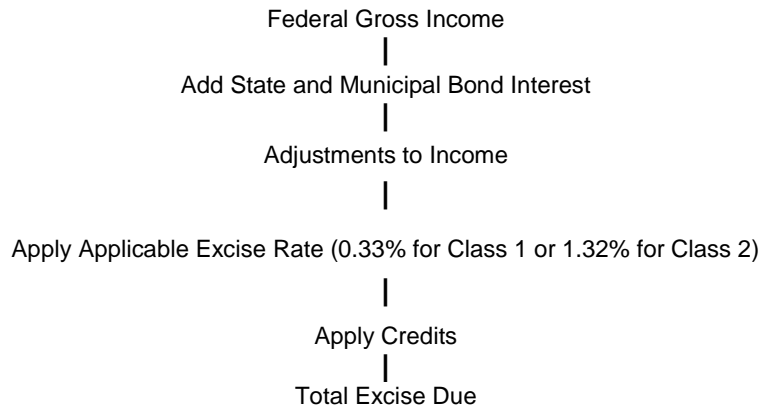 Federal Gross Income
Add State and Municipal Bond Interest
Adjustments to Income
Apply Applicable Excise Rate (0.33% for Class 1 or 1.32% for Class 2)
Apply Credits
Total Excise Due